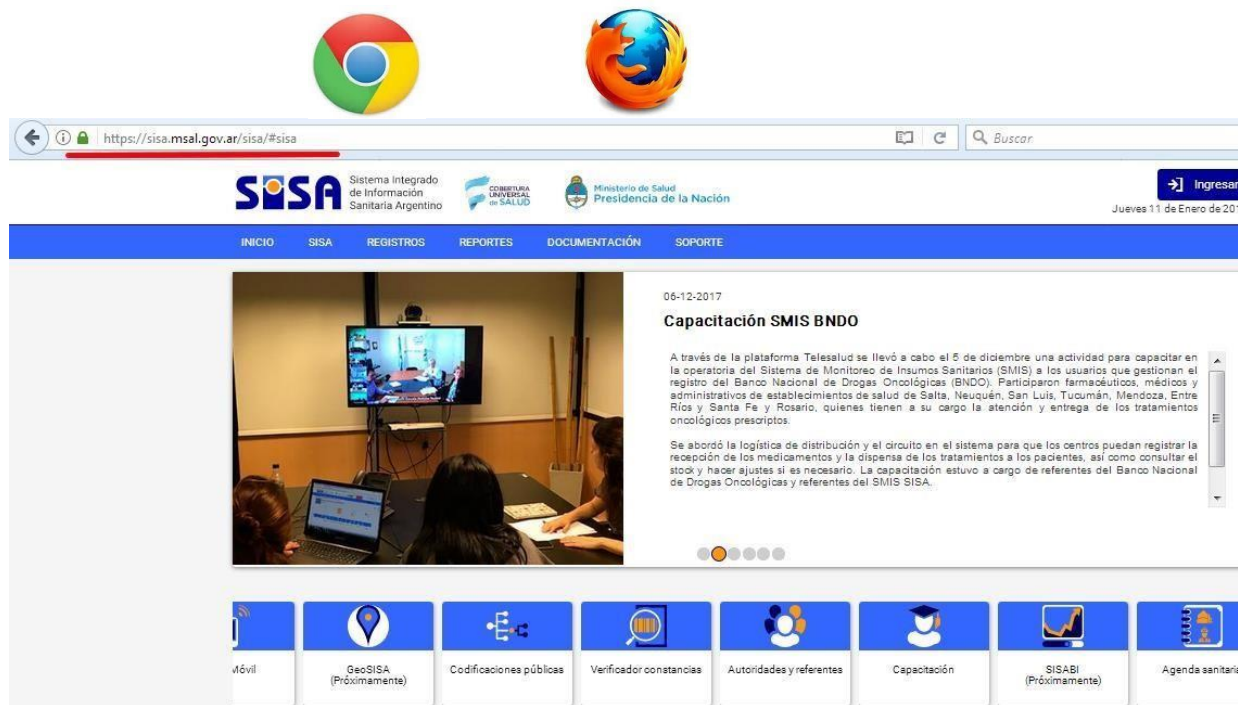 https://sisa.msal.gov.ar/sisa/#sisa
Buscar
SISA
Sistema Integrado
de Información
Sanitaria Argentino
COBERTURA
UNIVERSAL
de SALUD
Ministerio de Salud
Presidencia de la Nación
Ingresar
Jueves 11 de Enero de 201
INICIO SISA REGISTROS REPORTES DOCUMENTACIÓN SOPORTE
06-12-2017
Capacitación SMIS BNDO
A través de la plataforma Telesalud se llevó a cabo el 5 de diciembre una actividad para capacitar en
la operatoria del Sistema de Monitoreo de Insumos Sanitarios (SMIS) a los usuarios que gestionan el
registro del Banco Nacional de Drogas Oncológicas (BNDO). Participaron farmacéuticos, médicos y
administrativos de establecimientos de salud de Salta, Neuquén, San Luis, Tucumán, Mendoza, Entre
Ríos y Santa Fe y Rosario, quienes tienen a su cargo la atención y entrega de los tratamientos
oncológicos prescriptos.
Se abordó la logística de distribución y el circuito en el sistema para que los centros puedan registrar la
recepción de los medicamentos y la dispensa de los tratamientos a los pacientes, así como consultar el
stock y hacer ajustes si es necesario. La capacitación estuvo a cargo de referentes del Banco Nacional
de Drogas Oncológicas y referentes del SMIS SISA.
Móvil
GeoSISA
(Próximamente)
Codificaciones públicas
Verificador constancias
Autoridades y referentes
Capacitación
SISABI
(Próximamente)
Agenda sanitaria